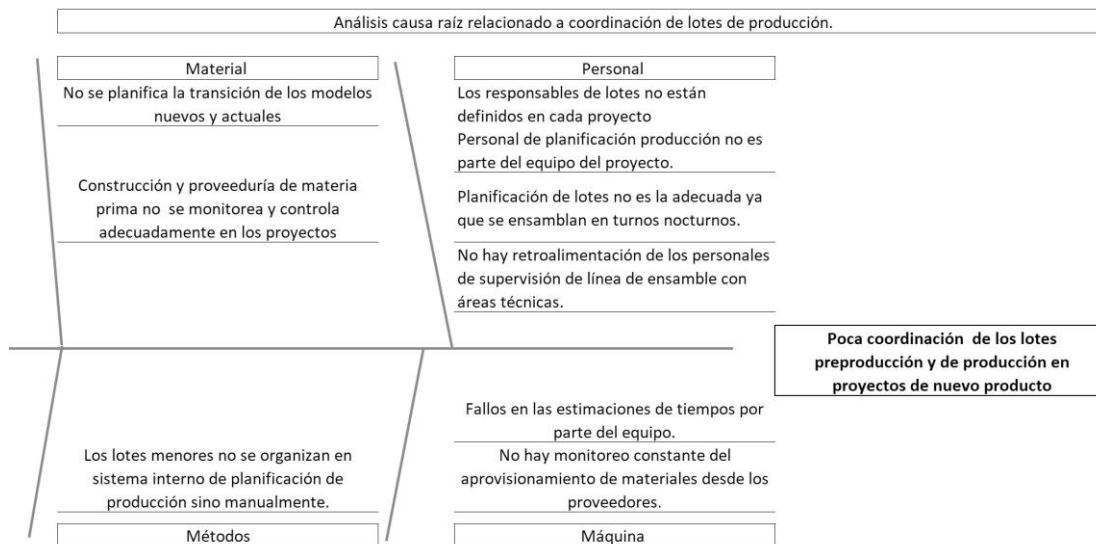 Análisis causa raíz relacionado a coordinación de lotes de producción.
Material
No se planifica la transición de los modelos
nuevos y actuales
Construcción y proveeduría de materia
prima no se monitorea y controla
adecuadamente en los proyectos
Personal
Los responsables de lotes no están
definidos en cada proyecto
Personal de planificación producción no es
parte del equipo del proyecto.
Planificación de lotes no es la adecuada ya
que se ensamblan en turnos nocturnos.
No hay retroalimentación de los personales
de supervisión de línea de ensamble con
áreas técnicas.
Poca coordinación de los lotes
preproducción y de producción en
proyectos de nuevo producto
Los lotes menores no se organizan en
sistema interno de planificación de
producción sino manualmente.
Métodos
Fallos en las estimaciones de tiempos por
parte del equipo.
No hay monitoreo constante del
aprovisionamiento de materiales desde los
proveedores.
Máquina